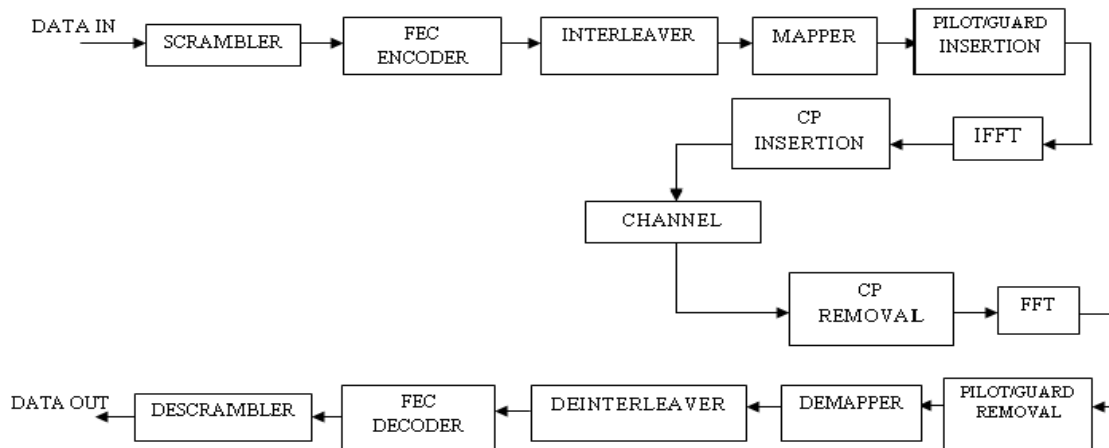 DATA IN
SCRAMBLER
FEC
ENCODER
INTERLEAVER
MAPPER
PILOT/GUARD
INSERTION
CP
INSERTION
IFFT
CHANNEL
CP
REMOVAL
FFT
DATA OUT
DESCRAMBLER
FEC
DECODER
DEINTERLEAVER
DEMAPPER
PILOT/GUARD
REMOVAL